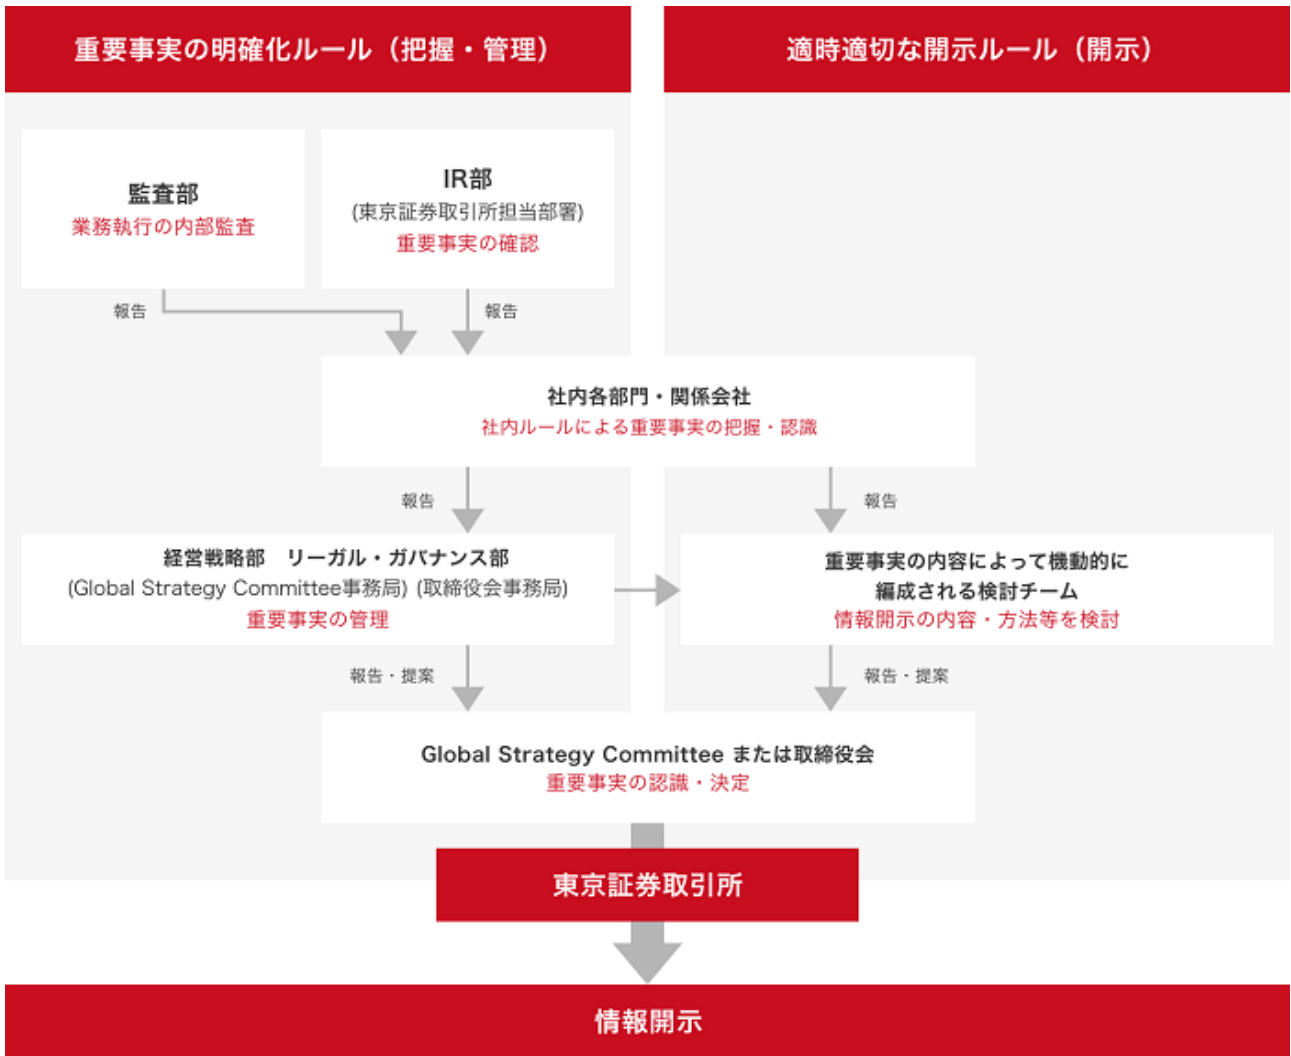 重要事実の明確化ルール（把握・管理）
適時適切な開示ルール（開示）
監査部
業務執行の内部監査
IR部
(東京証券取引所担当部署)
重要事実の確認
報告
報告
社内各部門・関係会社
社内ルールによる重要事実の把握・認識
報告
報告
経営戦略部　リーガル・ガバナンス部
(Global Strategy Committee事務局) (取締役会事務局)
重要事実の管理
重要事実の内容によって機動的に
編成される検討チーム
情報開示の内容・方法等を検討
報告・提案
報告・提案
Global Strategy Committee または取締役会
重要事実の認識・決定
東京証券取引所
情報開示